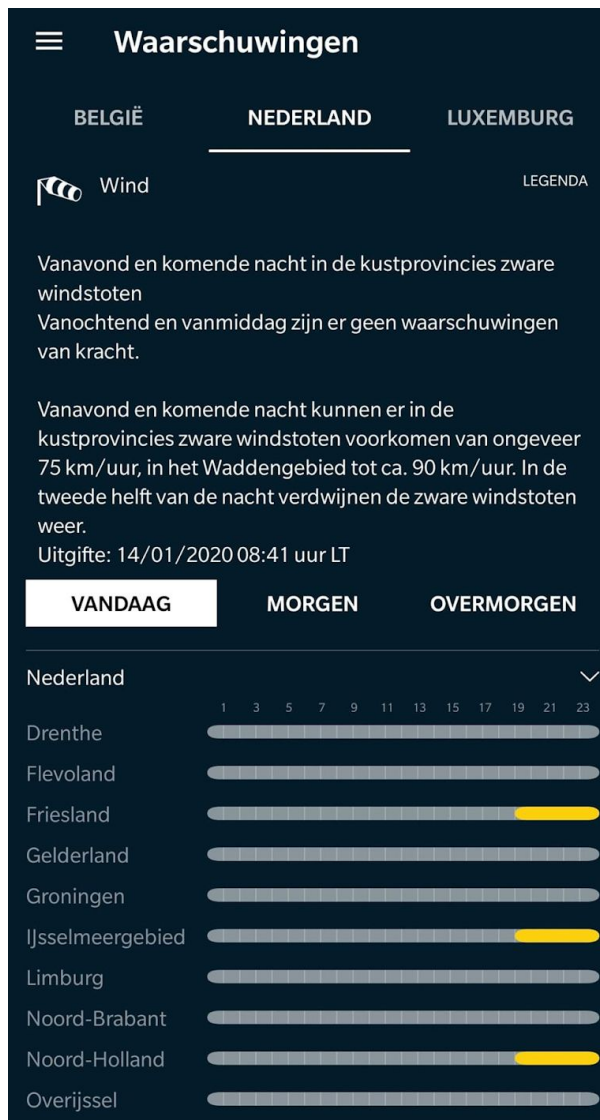 Waarschuwingen
BELGIË NEDERLAND LUXEMBURG
Wind LEGENDA
Vanavond en komende nacht in de kustprovincies zware
windstoten
Vanochtend en vanmiddag zijn er geen waarschuwingen
van kracht.
Vanavond en komende nacht kunnen er in de
kustprovincies zware windstoten voorkomen van ongeveer
75 km/uur, in het Waddengebied tot ca. 90 km/uur. In de
tweede helft van de nacht verdwijnen de zware windstoten
weer.
Uitgifte: 14/01/2020 08:41 uur LT
VANDAAG MORGEN OVERMORGEN
Nederland
1 3 5 7 9 11 13 15 17 19 21 23
Drenthe
Flevoland
Friesland
Gelderland
Groningen
IJsselmeergebied
Limburg
Noord-Brabant
Noord-Holland
Overijssel